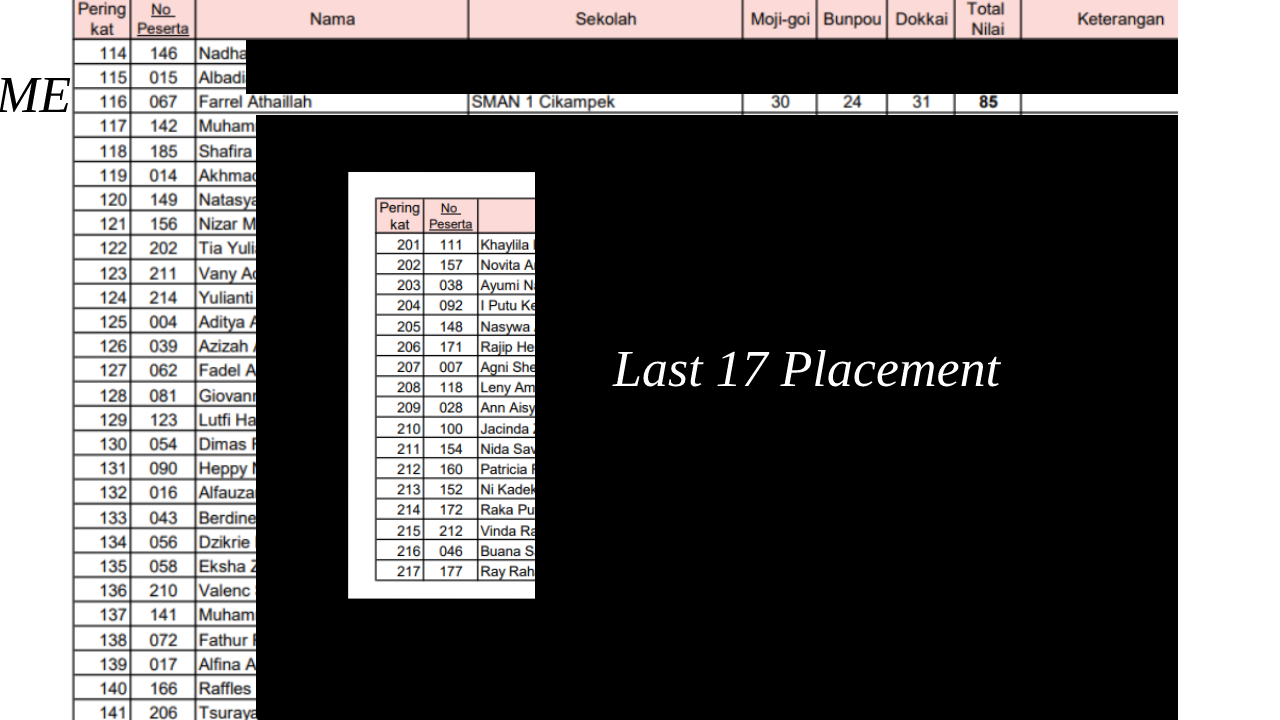 Pering kat No Peserta Nama Sekolah Moji-goi Bunpou Dokkai Total Nilai Keterangan
114 146 Nadha
115 015 Albadi
ME
116 067 Farrel Athaillah SMAN 1 Cikampek 30 24 31 85
117 142 Muham
118 185 Shafira
119 014 Akhmad
120 149 Natasya
121 156 Nizar M
122 202 Tia Yuli
123 211 Vany Ad
124 214 Yulianti
125 004 Aditya A
126 039 Azizah
127 062 Fadel A
128 081 Giovann
129 123 Lutfi Ha
130 054 Dimas
131 090 Heppy
132 016 Alfauza
133 043 Berdine
134 056 Dzikrie
135 058 Eksha Z
136 210 Valenc
137 141 Muham
138 072 Fathur
139 017 Alfina A
140 166 Raffles
141 206 Tsuraya
Pering kat No Peserta
201 111 Khaylila
202 157 Novita A
203 038 Ayumi Na
204 092 I Putu Ke
205 148 Nasywa
206 171 Rajip He
207 007 Agni She
208 118 Leny Am
209 028 Ann Aisy
210 100 Jacinda
211 154 Nida Sav
212 160 Patricia
213 152 Ni Kadek
214 172 Raka Pu
215 212 Vinda Ra
216 046 Buana S
217 177 Ray Rah
Last 17 Placement